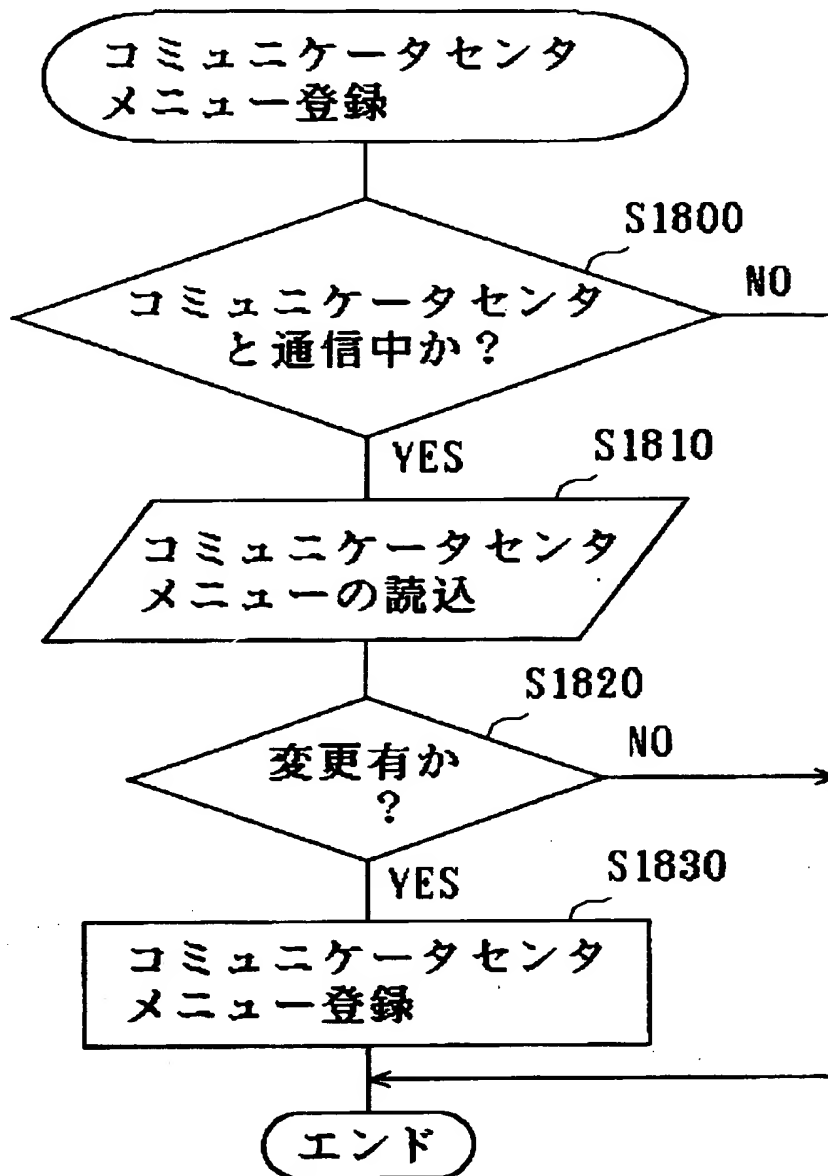 コミュニケータセンタ
メニュー登録
S1800
NO
コミュニケータセンタ
と通信中か?
YES
S1810
コミュニケータセンタ
メニューの読込
S1820
NO
変更有か
?
YES
S1830
コミュニケータセンタ
メニュー登録
エンド